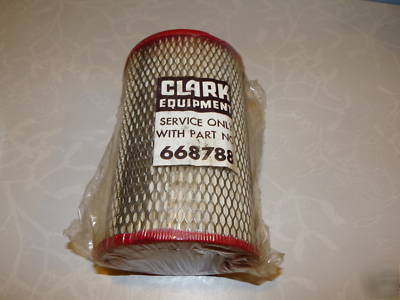 CLARK
EQUIPMENT
SERVICE ONLY
WITH PART NO.
668788